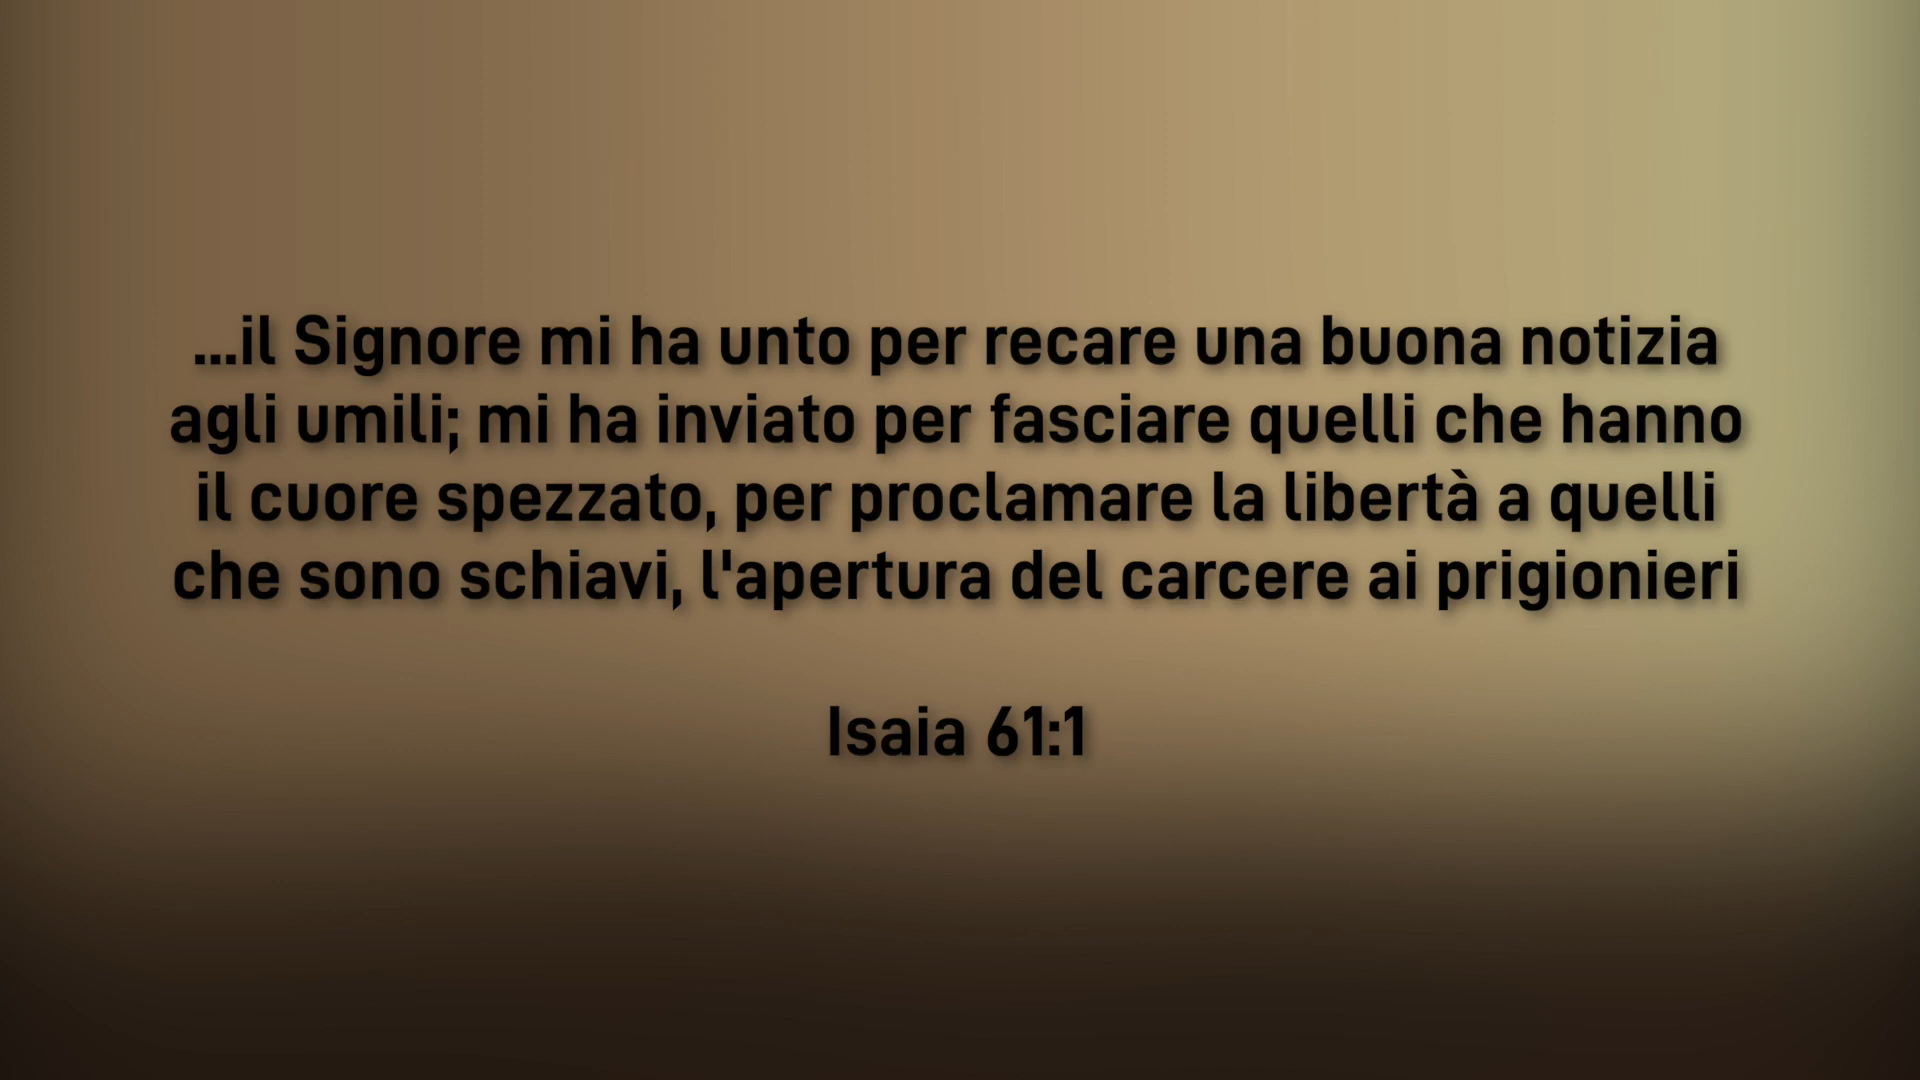 ...il Signore mi ha unto per recare una buona notizia
agli umili; mi ha inviato per fasciare quelli che hanno
il cuore spezzato, per proclamare la libertà a quelli
che sono schiavi, l'apertura del carcere ai prigionieri
Isaia 61:1